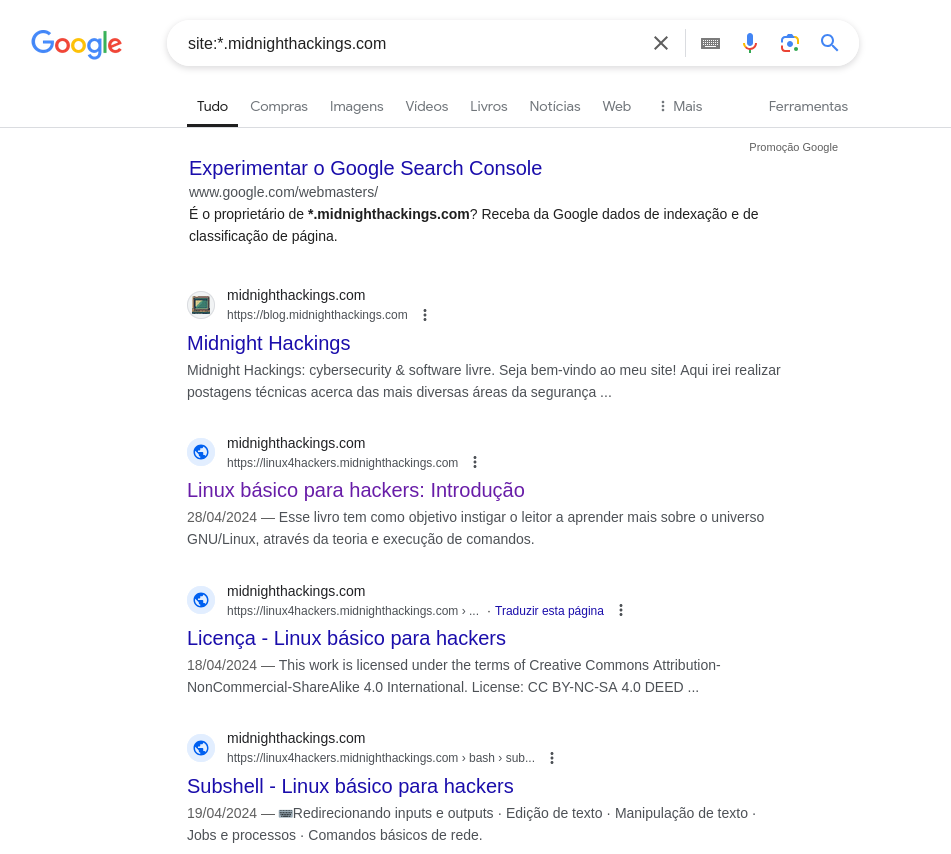 Google
site:*.midnighthackings.com
Tudo Compras Imagens Vídeos Livros Notícias Web Mais Ferramentas
Promoção Google
Experimentar o Google Search Console
www.google.com/webmasters/
É o proprietário de *.midnighthackings.com? Receba da Google dados de indexação e de
classificação de página.
midnighthackings.com
https://blog.midnighthackings.com
Midnight Hackings
Midnight Hackings: cybersecurity & software livre. Seja bem-vindo ao meu site! Aqui irei realizar
postagens técnicas acerca das mais diversas áreas da segurança ...
midnighthackings.com
https://linux4hackers.midnighthackings.com
Linux básico para hackers: Introdução
28/04/2024 — Esse livro tem como objetivo instigar o leitor a aprender mais sobre o universo
GNU/Linux, através da teoria e execução de comandos.
midnighthackings.com
https://linux4hackers.midnighthackings.com › ... · Traduzir esta página
Licença - Linux básico para hackers
18/04/2024 — This work is licensed under the terms of Creative Commons Attribution-
NonCommercial-ShareAlike 4.0 International. License: CC BY-NC-SA 4.0 DEED ...
midnighthackings.com
https://linux4hackers.midnighthackings.com › bash › sub...
Subshell - Linux básico para hackers
19/04/2024 — ⌨Redirecionando inputs e outputs · Edição de texto · Manipulação de texto ·
Jobs e processos · Comandos básicos de rede.